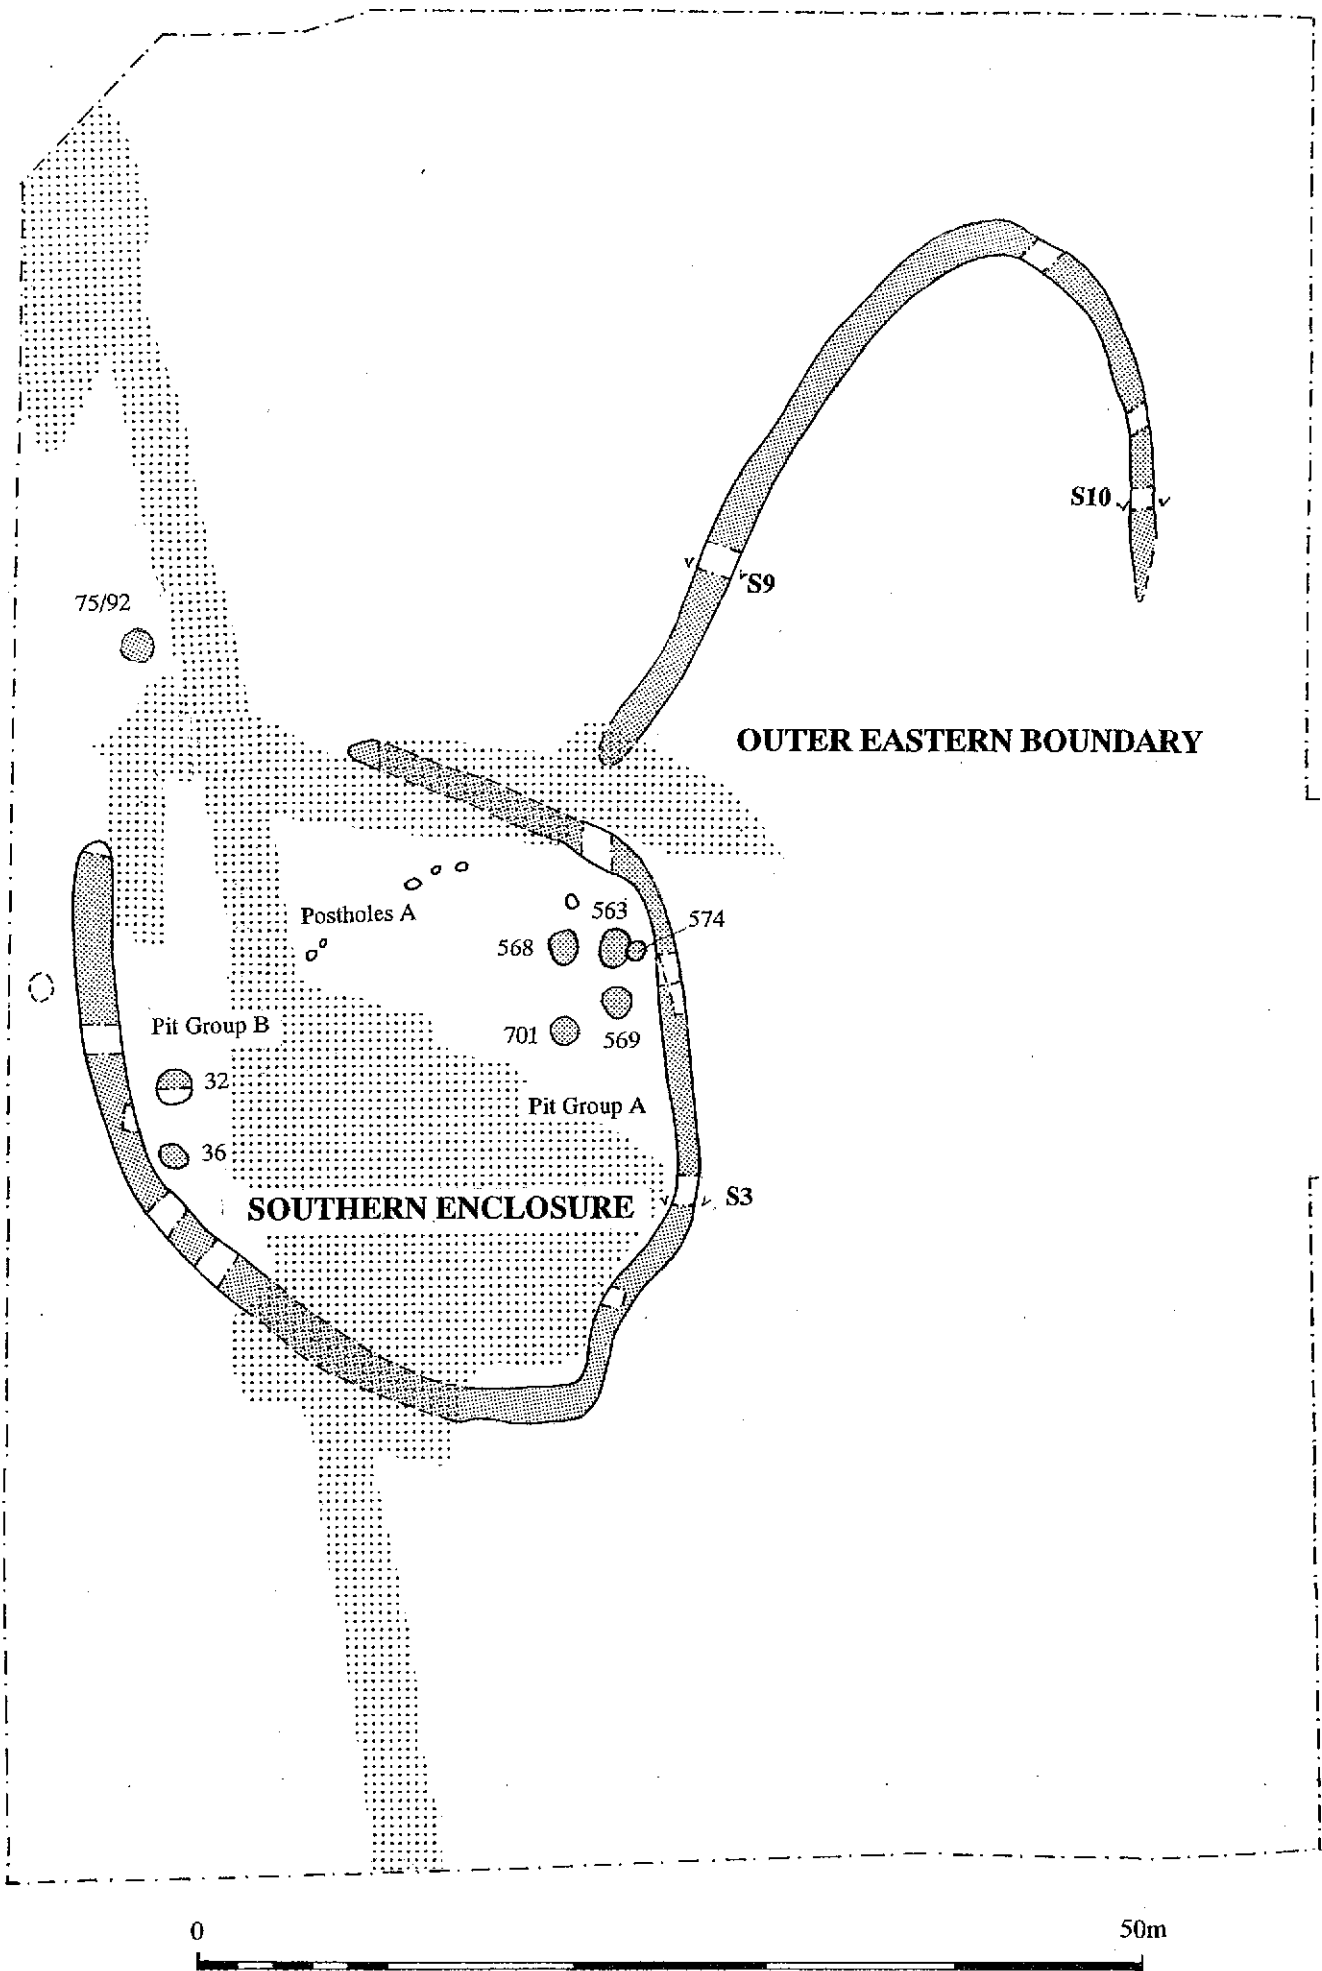 S10
S9
75/92
OUTER EASTERN BOUNDARY
Postholes A
563
574
568
Pit Group B
701
569
32
Pit Group A
36
SOUTHERN ENCLOSURE
S3
0
50m